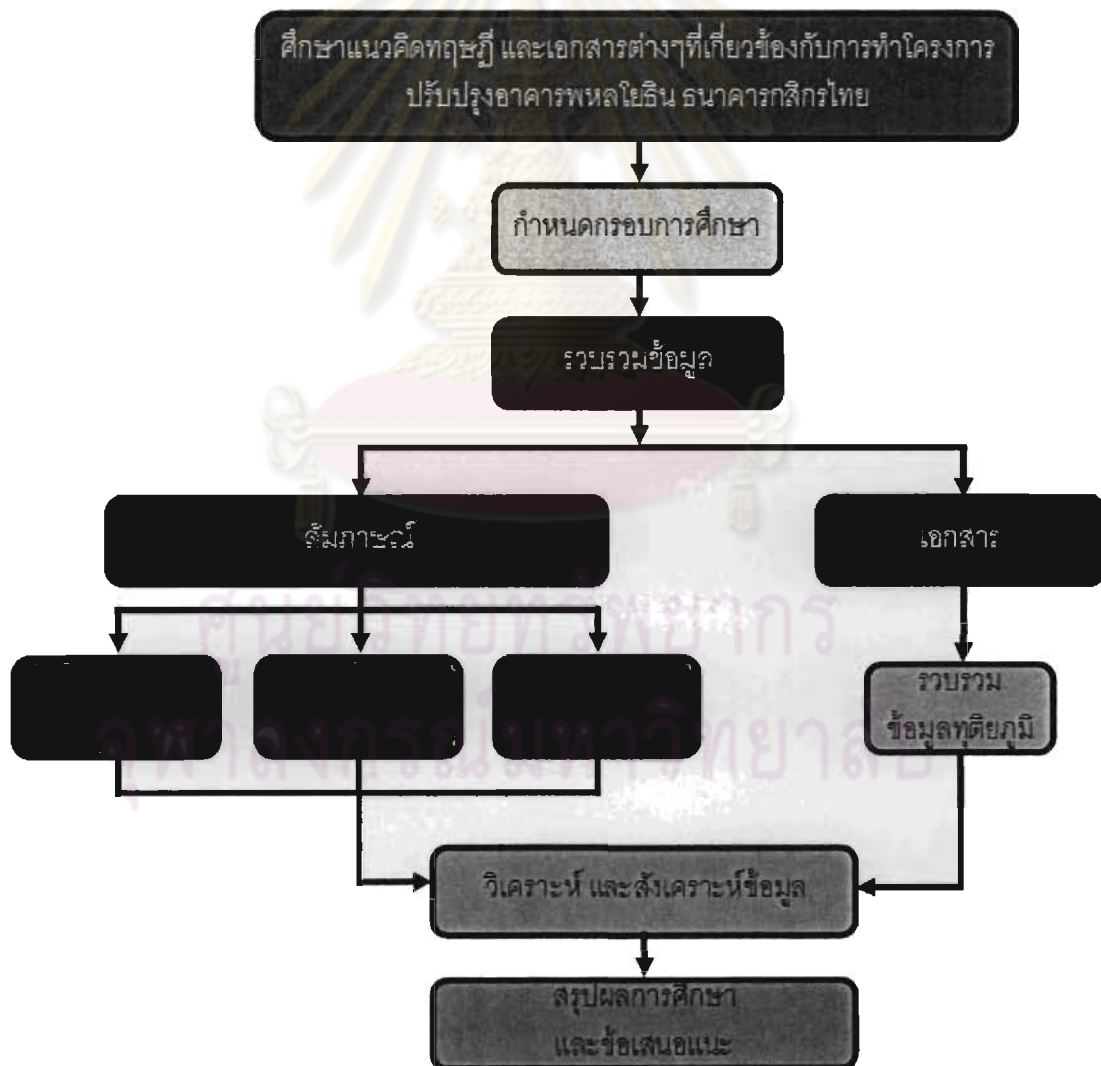 ศึกษาแนวคิดทฤษฎี และเอกสารต่างๆที่เกี่ยวข้องกับการทำโครงการ
ปรับปรุงอาคารพหลโยธิน ธนาคารกสิกรไทย
กำหนดกรอบการศึกษา
รวบรวมข้อมูล
สัมภาษณ์
เอกสาร
ศูนย์วิทยทรัพยากร
รวบรวม
ข้อมูลทุติยภูมิ
จุฬาลงกรณ์มหาวิทยาลัย
วิเคราะห์ และสังเคราะห์ข้อมูล
สรุปผลการศึกษา
และข้อเสนอแนะ